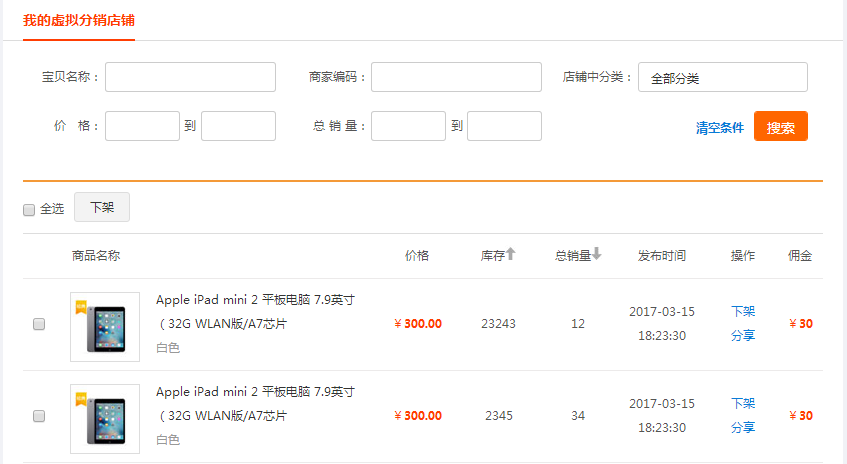 我的虚拟分销店铺
宝贝名称： 商家编码： 店铺中分类： 全部分类
价 格： 到 总 销 量： 到 清空条件 搜索
全选 下架
商品名称 价格 库存 总销量 发布时间 操作 佣金
Apple iPad mini 2 平板电脑 7.9英寸
（32G WLAN版/A7芯片
白色
￥300.00 23243 12
2017-03-15
18:23:30
下架
分享
￥30
Apple iPad mini 2 平板电脑 7.9英寸
（32G WLAN版/A7芯片
白色
￥300.00 2345 34
2017-03-15
18:23:30
下架
分享
￥30